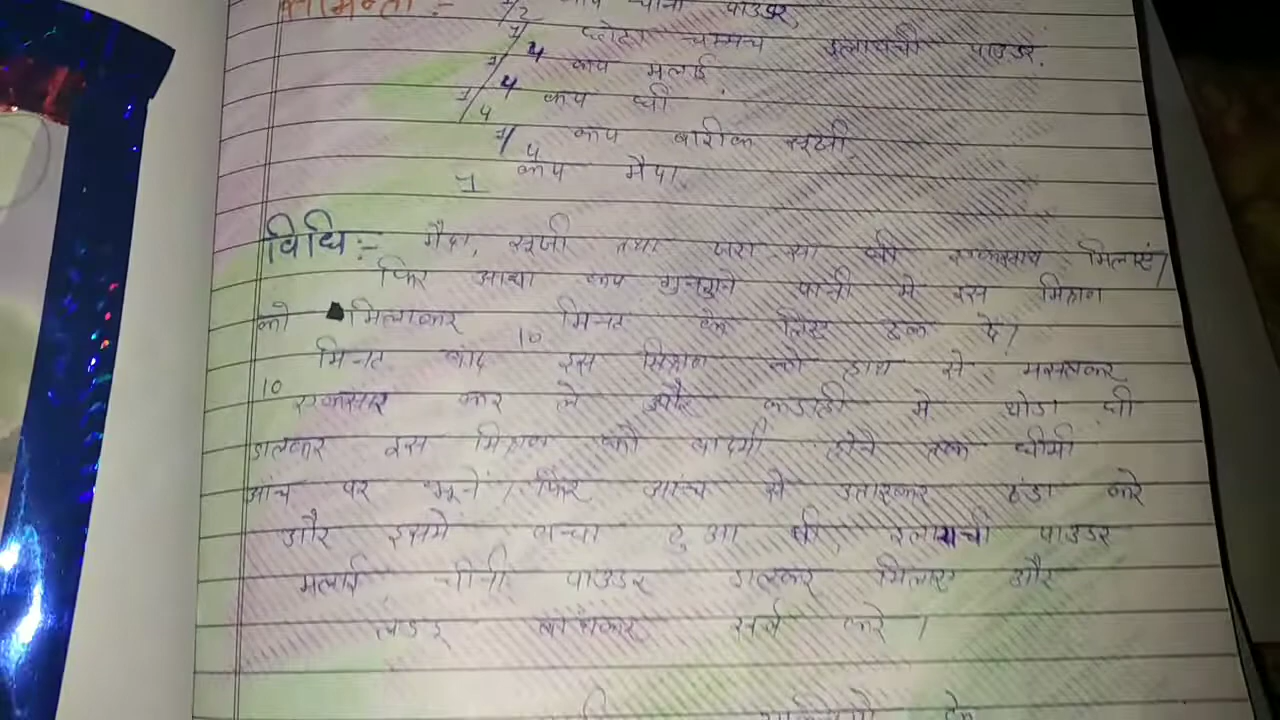 सामग्री :- 1/2 कप चीनी पाउडर
1/4 छोटा चम्मच इलायची पाउडर.
1/4 कप मलाई
1/4 कप घी
1/4 कप बारीक सूजी
1 कप मैदा
विधि :- मैदा, सूजी तथा जरा-सा घी एकसाथ मिलाएं।
फिर आधा कप गुनगुने पानी मे इस मिश्रण
को मिलाकर 10 मिनट के लिए ढक दे।
10 मिनट बाद इस मिश्रण को हाथ से मसलकर
एकसार कर ले और कडाही मे थोडा घी
डालकर इस मिश्रण को बादामी होने तक धीमी
आंच पर भूने। फिर आंच से उतारकर ठंडा करे
और इसमे बच्चा हुआ घी, इलायची पाउडर
मलाई, चीनी पाउडर डालकर मिलाए और
लडडू बांधकर सर्व करे।